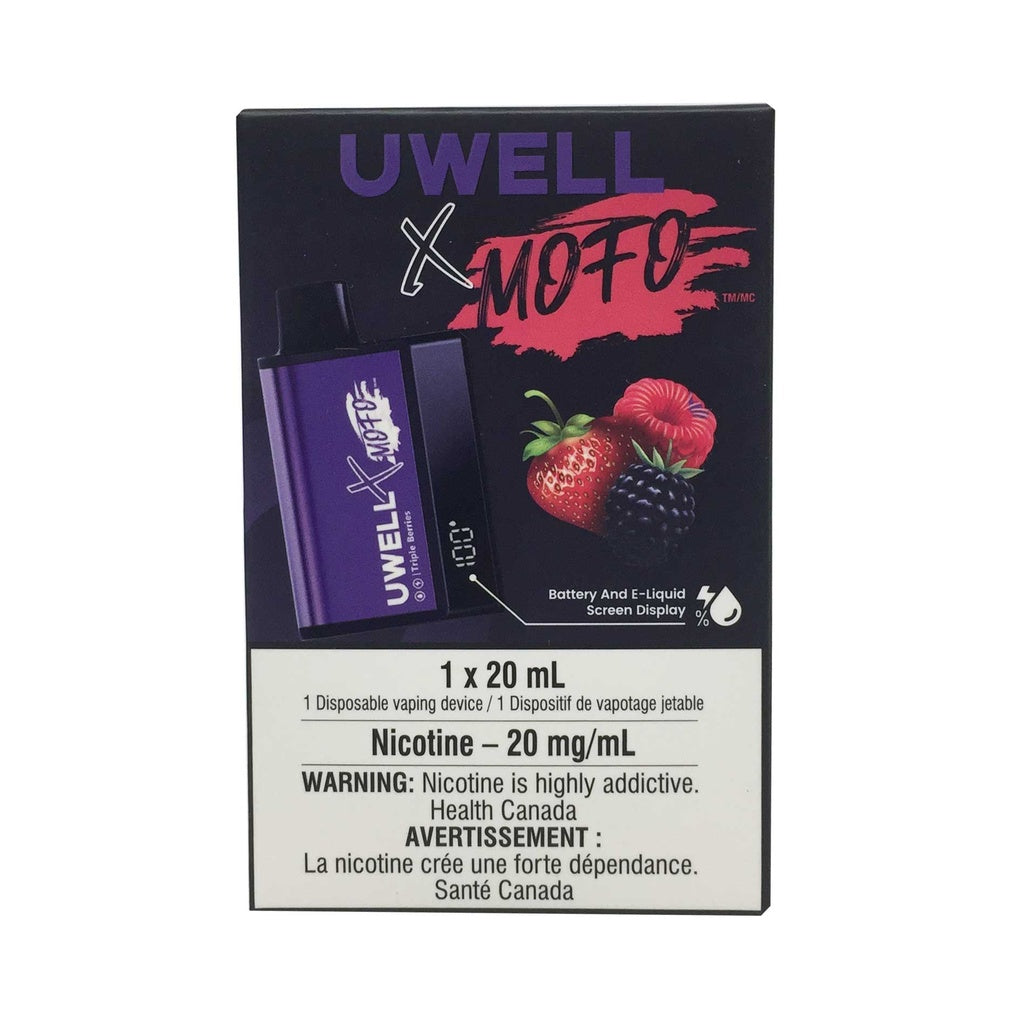 UWELL
X MOFO
TM/MC
UWELL X MOFO
Triple Berries
100
Battery And E-Liquid
Screen Display
%
1 x 20 mL
1 Disposable vaping device / 1 Dispositif de vapotage jetable
Nicotine – 20 mg/mL
WARNING: Nicotine is highly addictive.
Health Canada
AVERTISSEMENT :
La nicotine crée une forte dépendance.
Santé Canada